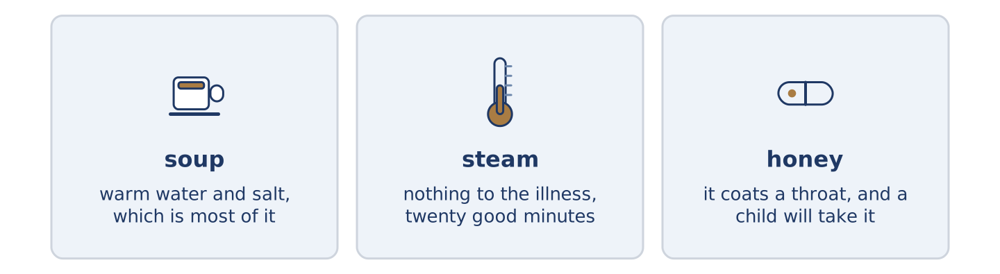 soup
warm water and salt,
which is most of it
steam
nothing to the illness,
twenty good minutes
honey
it coats a throat, and a
child will take it